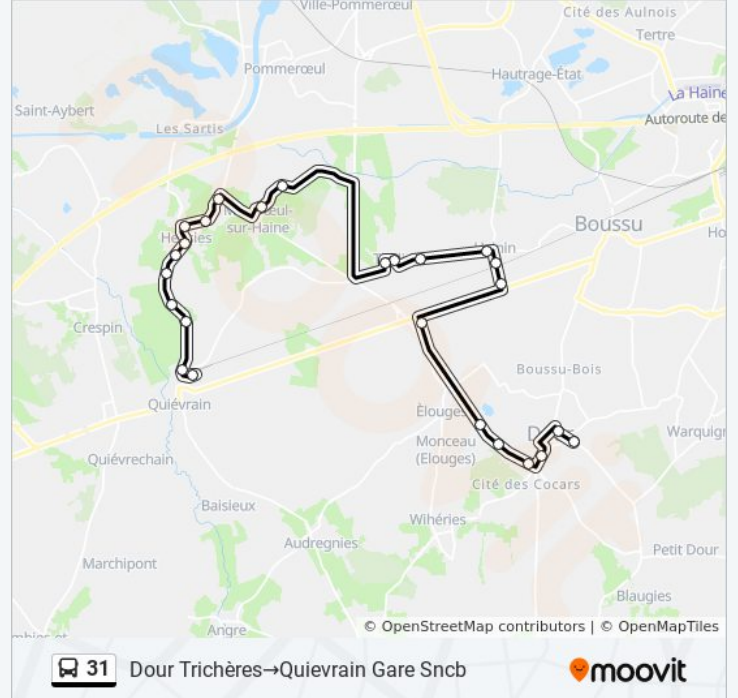 Ville-Pommerœul
Cité des Aulnois
Tertre
Pommerœul
Hautrage-État
La Haine
Saint-Aybert
Autoroute de
Les Sartis
sur-Haine
Boussu
Crespin
Boussu-Bois
Quiévrain
Élouges
Monceau
(Elouges)
Warquign
Quiévrechain
Cité des Cocars
Baisieux
Wihéries
Audregnies
Petit Dour
Marchipont
Blaugies
Angre
© OpenStreetMap contributors | © OpenMapTiles
31 Dour Trichères→Quievrain Gare Sncb
moovit